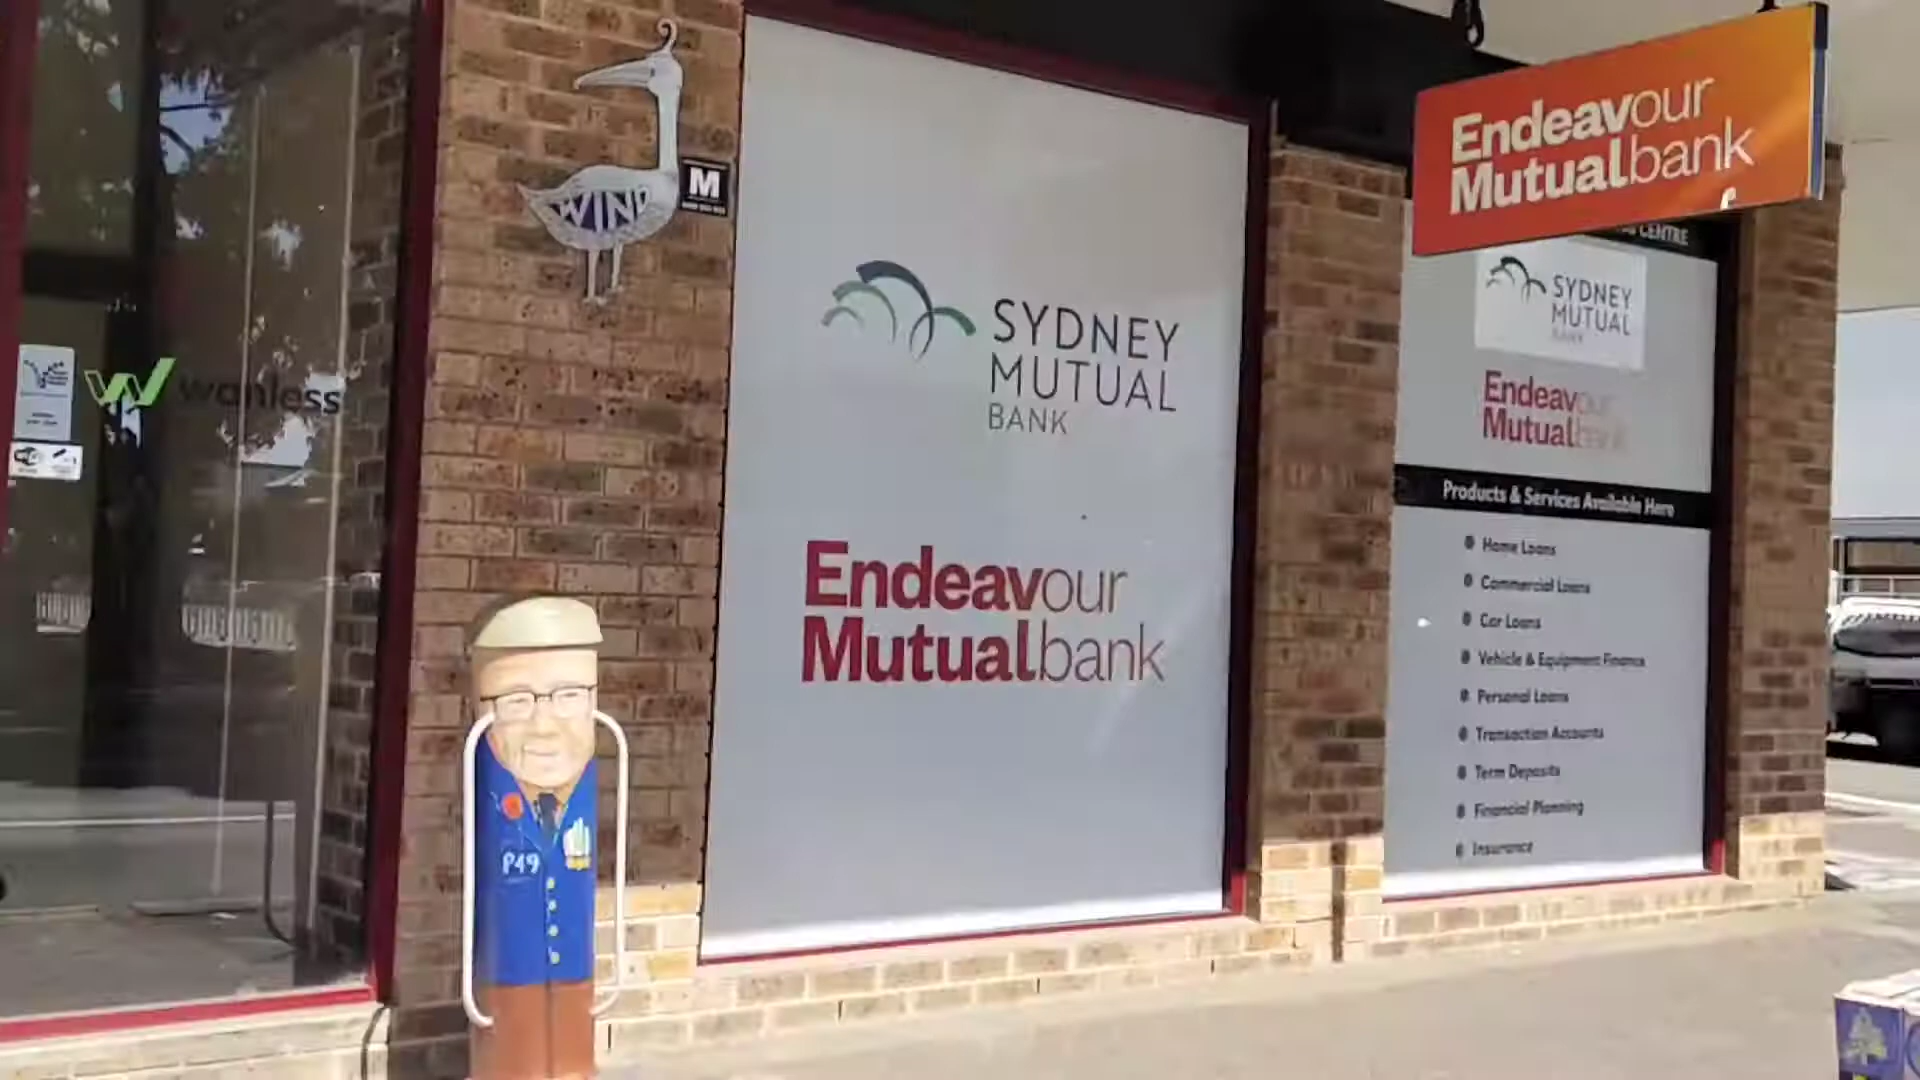 wanless
WIND
M
SYDNEY
MUTUAL
BANK
Endeavour
Mutualbank
P49
Endeavour
Mutualbank
CENTRE
SYDNEY
MUTUAL
BANK
Endeavour
Mutualbank
Products & Services Available Here
Home Loans
Commercial Loans
Car Loans
Vehicle & Equipment Finance
Personal Loans
Transaction Accounts
Term Deposits
Financial Planning
Insurance